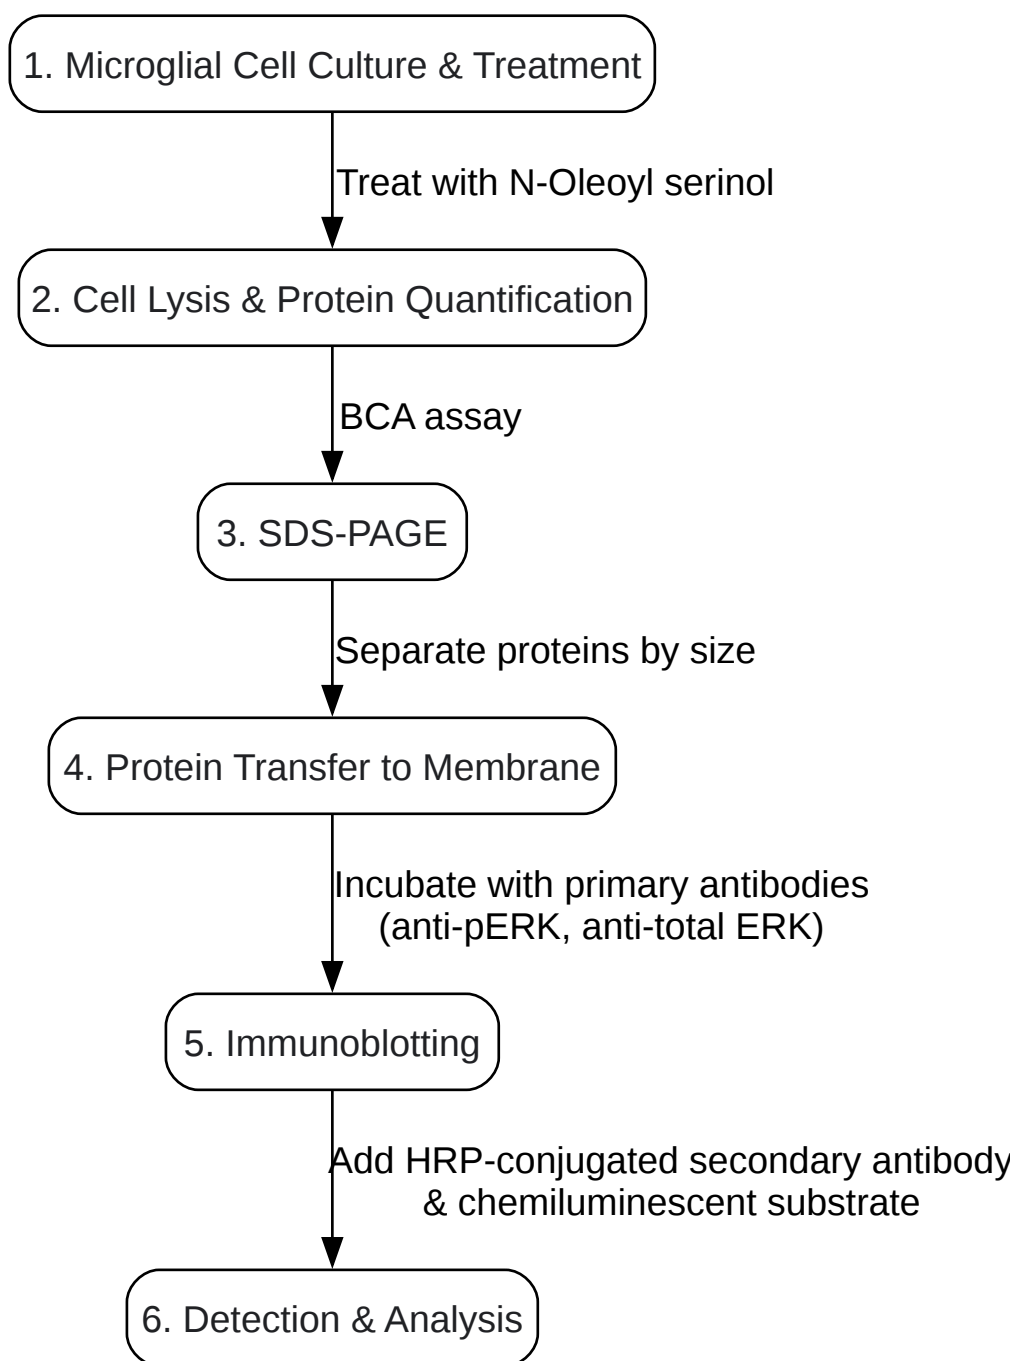 1. Microglial Cell Culture & Treatment
Treat with N-Oleoyl serinol
2. Cell Lysis & Protein Quantification
BCA assay
3. SDS-PAGE
Separate proteins by size
4. Protein Transfer to Membrane
Incubate with primary antibodies
(anti-pERK, anti-total ERK)
5. Immunoblotting
Add HRP-conjugated secondary antibody
& chemiluminescent substrate
6. Detection & Analysis